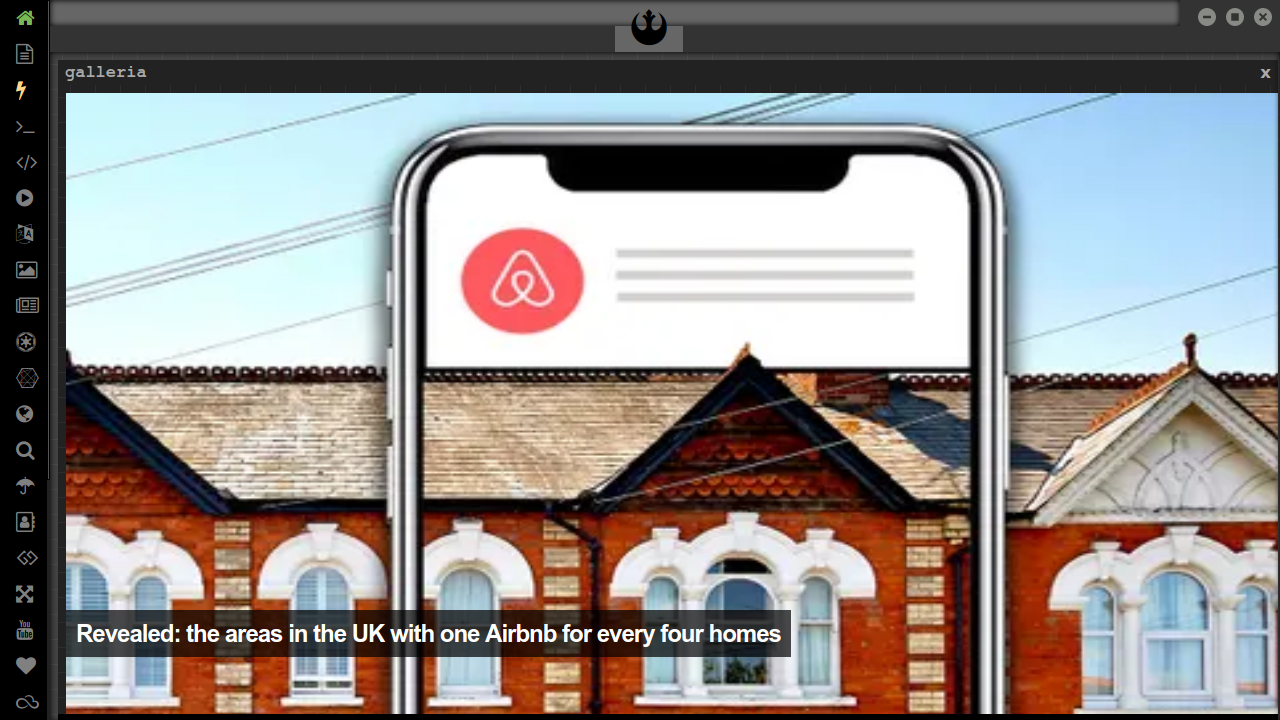 galleria
x
Revealed: the areas in the UK with one Airbnb for every four homes
You
Tube